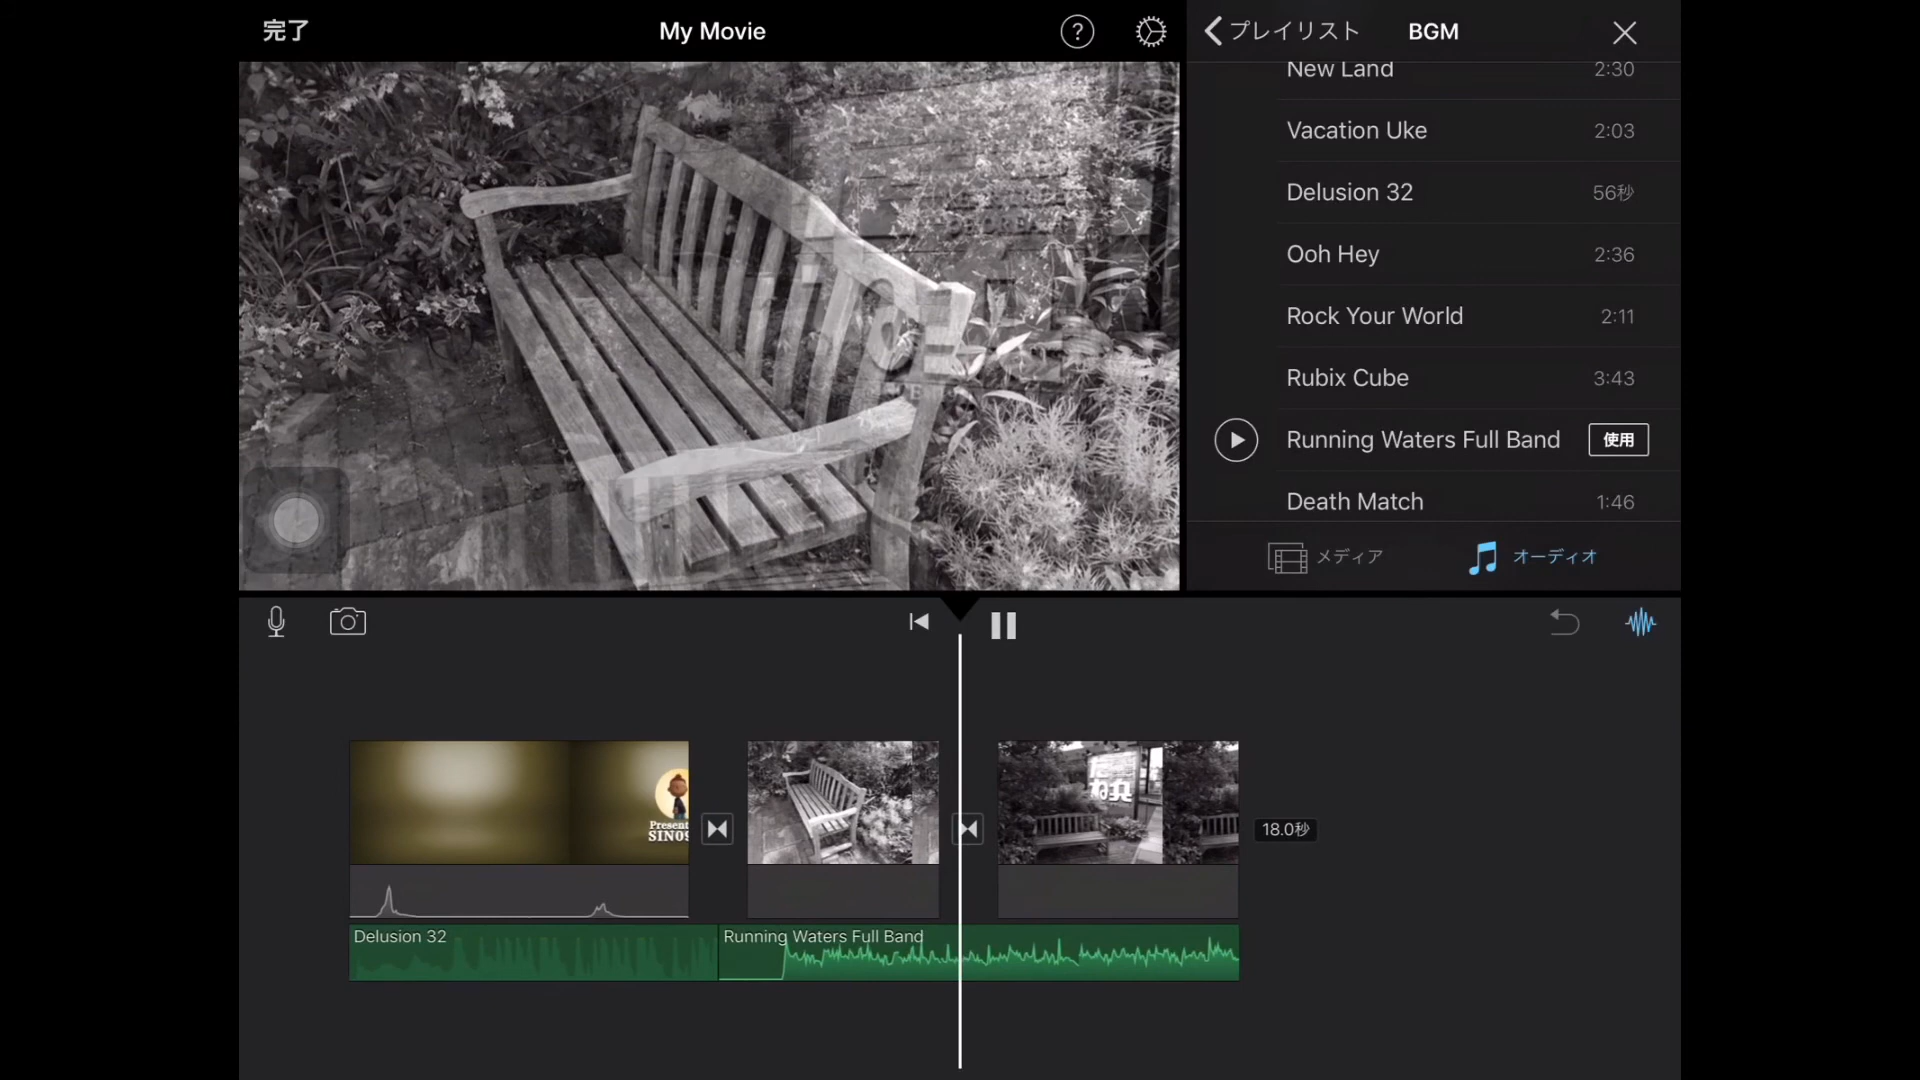 完了
My Movie
?
プレイリスト
BGM
New Land 2:30
Vacation Uke 2:03
Delusion 32 56秒
Ooh Hey 2:36
Rock Your World 2:11
Rubix Cube 3:43
Running Waters Full Band 使用
Death Match 1:46
メディア
オーディオ
Present
SINOS
18.0秒
Delusion 32
Running Waters Full Band